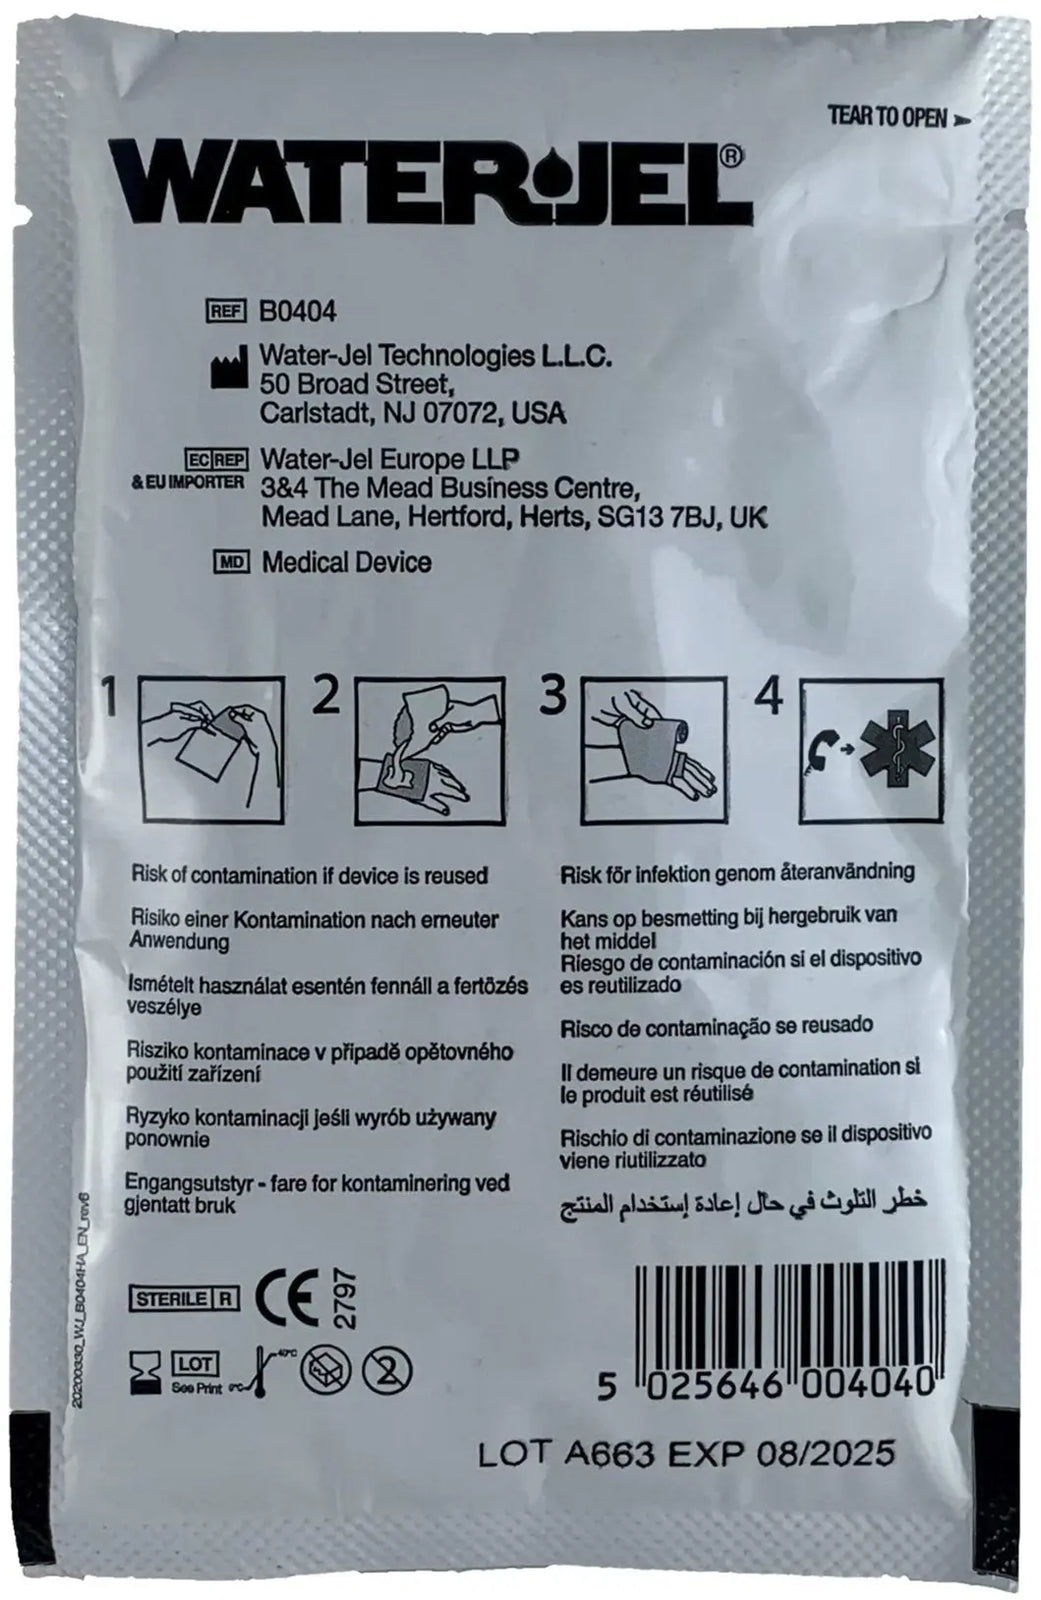 TEAR TO OPEN
WATER-JEL®
REF B0404
Water-Jel Technologies L.L.C.
50 Broad Street,
Carlstadt, NJ 07072, USA
EC REP Water-Jel Europe LLP
& EU IMPORTER 3&4 The Mead Business Centre,
Mead Lane, Hertford, Herts, SG13 7BJ, UK
MD Medical Device
1 2 3 4
Risk of contamination if device is reused
Risiko einer Kontamination nach erneuter
Anwendung
Ismételt használat esentén fennáll a fertözés
veszélye
Risziko kontaminace v případě opětovného
použití zařízení
Ryzyko kontaminacji jeśli wyrób używany
ponownie
Engangsutstyr - fare for kontaminering ved
gjentatt bruk
Risk för infektion genom återanvändning
Kans op besmetting bij hergebruik van
het middel
Riesgo de contaminación si el dispositivo
es reutilizado
Risco de contaminação se reusado
Il demeure un risque de contamination si
le produit est réutilisé
Rischio di contaminazione se il dispositivo
viene riutilizzato
خطر التلوث في حال إعادة إستخدام المنتج
20200330_WJ_B0404HA_EN_rev6
STERILE R CE 2797
LOT
See Print
0°C 40°C
2
5 025646 004040
LOT A663 EXP 08/2025